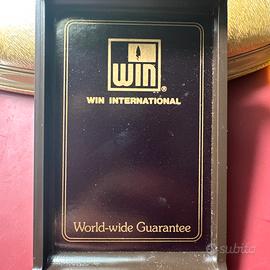 WIN
®
WIN INTERNATIONAL
World-wide Guarantee
subito